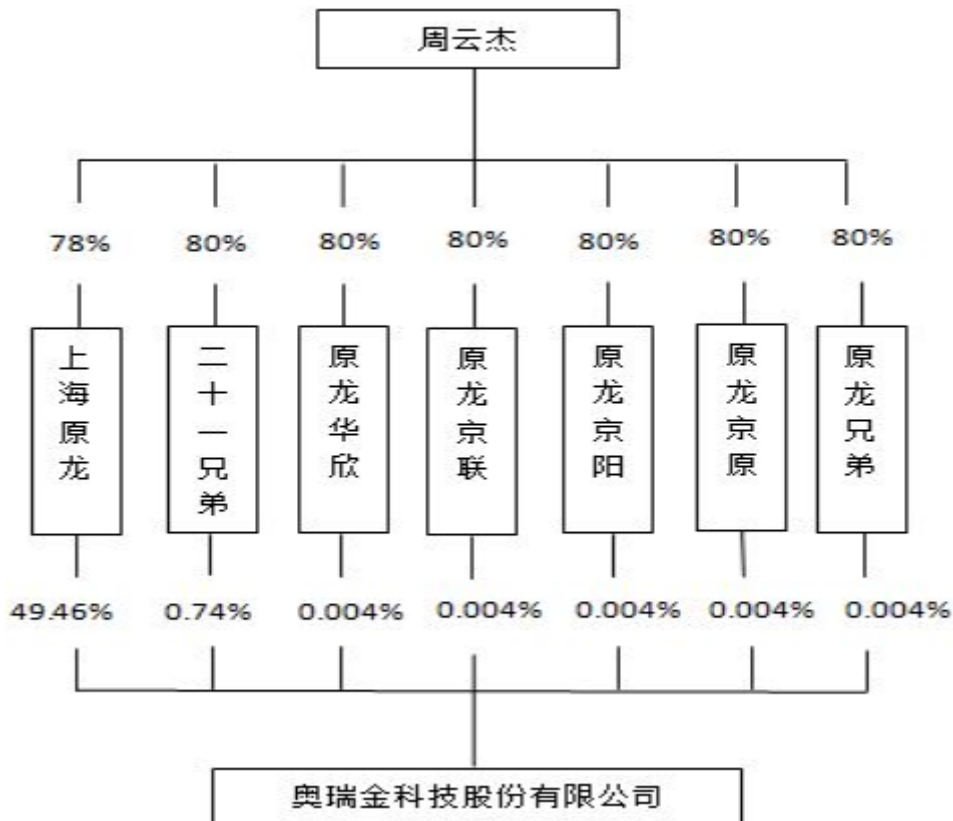 周云杰
78% 80% 80% 80% 80% 80% 80%
上海原龙
二十一兄弟
原龙华欣
原龙京联
原龙京阳
原龙京原
原龙兄弟
49.46% 0.74% 0.004% 0.004% 0.004% 0.004% 0.004%
奥瑞金科技股份有限公司